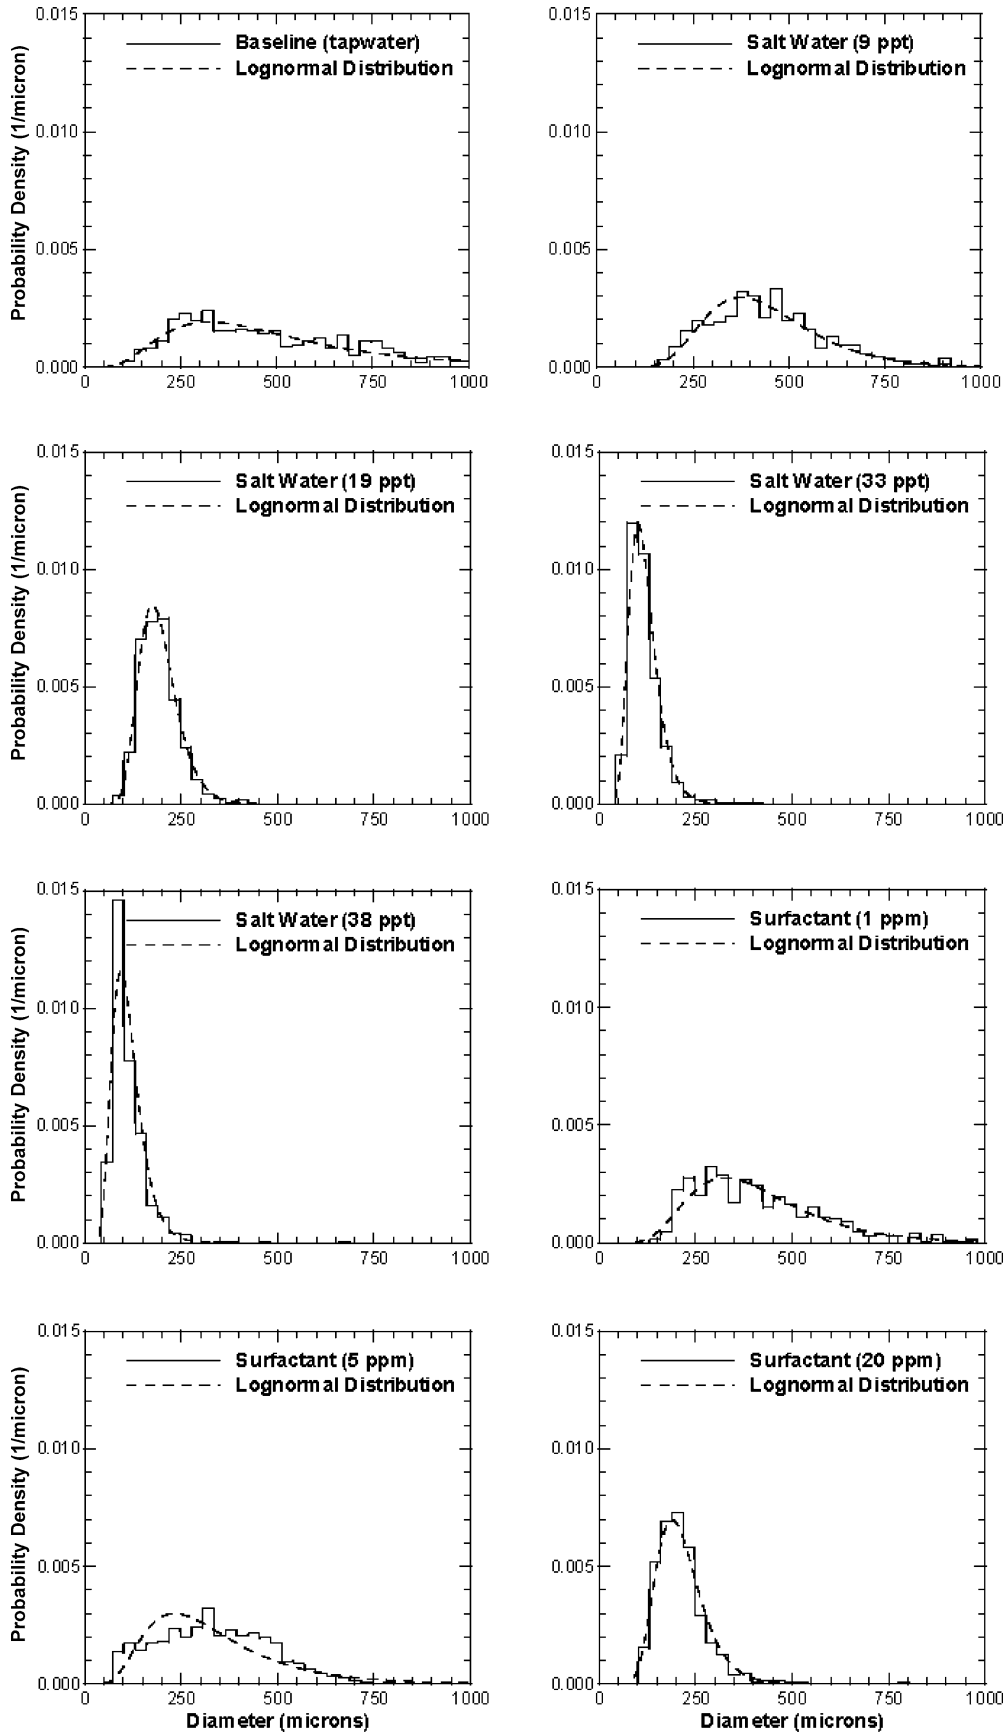 0.015
Baseline (tapwater)
Lognormal Distribution
0.010
0.005
0.000
0 250 500 750 1000
Probability Density (1/micron)
0.015
Salt Water (9 ppt)
Lognormal Distribution
0.010
0.005
0.000
0 250 500 750 1000
0.015
Salt Water (19 ppt)
Lognormal Distribution
0.010
0.005
0.000
0 250 500 750 1000
Probability Density (1/micron)
0.015
Salt Water (33 ppt)
Lognormal Distribution
0.010
0.005
0.000
0 250 500 750 1000
0.015
Salt Water (38 ppt)
Lognormal Distribution
0.010
0.005
0.000
0 250 500 750 1000
Probability Density (1/micron)
0.015
Surfactant (1 ppm)
Lognormal Distribution
0.010
0.005
0.000
0 250 500 750 1000
0.015
Surfactant (5 ppm)
Lognormal Distribution
0.010
0.005
0.000
0 250 500 750 1000
Diameter (microns)
Probability Density (1/micron)
0.015
Surfactant (20 ppm)
Lognormal Distribution
0.010
0.005
0.000
0 250 500 750 1000
Diameter (microns)